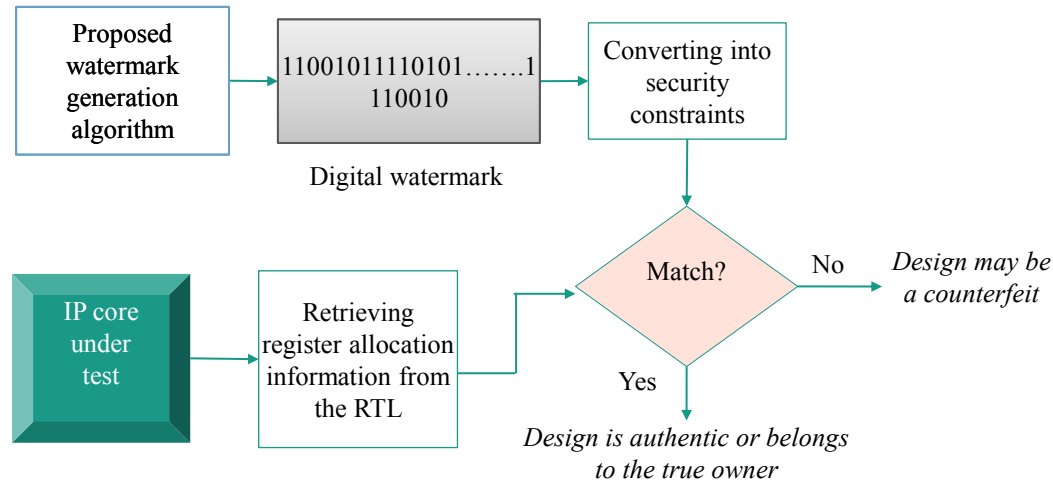 Proposed
watermark
generation
algorithm
11001011110101…….1
110010
Digital watermark
Converting into
security
constraints
Match?
No
Design may be
a counterfeit
IP core
under
test
Retrieving
register allocation
information from
the RTL
Yes
Design is authentic or belongs
to the true owner